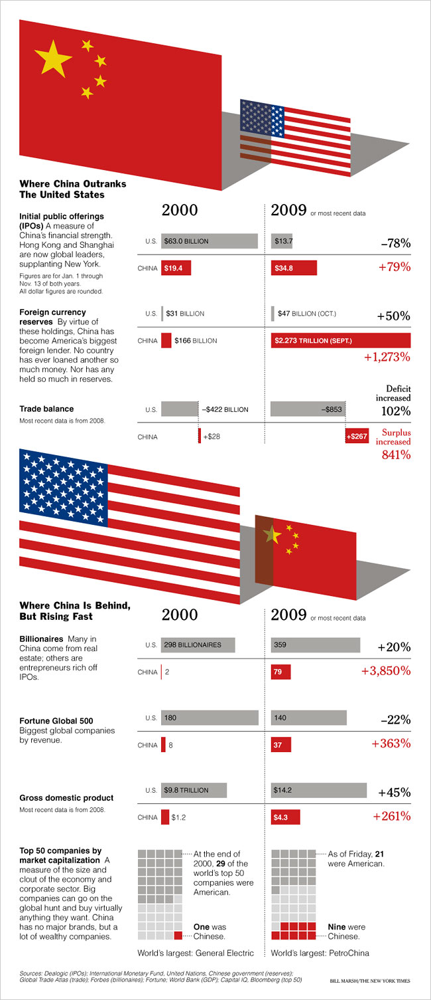 Where China Outranks
The United States
2000
2009 or most recent data
Initial public offerings
(IPOs) A measure of
China's financial strength.
Hong Kong and Shanghai
are now global leaders,
supplanting New York.
Figures are for Jan. 1 through
Nov. 13 of both years.
All dollar figures are rounded.
U.S. $63.0 BILLION $13.7 –78%
CHINA $19.4 $34.8 +79%
Foreign currency
reserves By virtue of
these holdings, China has
become America's biggest
foreign lender. No country
has ever loaned another so
much money. Nor has any
held so much in reserves.
U.S. $31 BILLION $47 BILLION (OCT.) +50%
CHINA $166 BILLION $2.273 TRILLION (SEPT.)
+1,273%
Trade balance
Most recent data is from 2008.
Deficit
increased
U.S. –$422 BILLION –$853 102%
CHINA +$28 +$267 Surplus
increased
841%
Where China Is Behind,
But Rising Fast
2000
2009 or most recent data
Billionaires Many in
China come from real
estate; others are
entrepreneurs rich off
IPOs.
U.S. 298 BILLIONAIRES 359 +20%
CHINA 2 79 +3,850%
Fortune Global 500
Biggest global companies
by revenue.
U.S. 180 140 –22%
CHINA 8 37 +363%
Gross domestic product
Most recent data is from 2008.
U.S. $9.8 TRILLION $14.2 +45%
CHINA $1.2 $4.3 +261%
Top 50 companies by
market capitalization A
measure of the size and
clout of the economy and
corporate sector. Big
companies can go on the
global hunt and buy virtually
anything they want. China
has no major brands, but a
lot of wealthy companies.
At the end of
2000, 29 of the
world's top 50
companies were
American.
One was
Chinese.
World's largest: General Electric
As of Friday, 21
were American.
Nine were
Chinese.
World's largest: PetroChina
Sources: Dealogic (IPOs); International Monetary Fund, United Nations, Chinese government (reserves);
Global Trade Atlas (trade); Forbes (billionaires); Fortune; World Bank (GDP); Capital IQ, Bloomberg (top 50)
BILL MARSH/THE NEW YORK TIMES